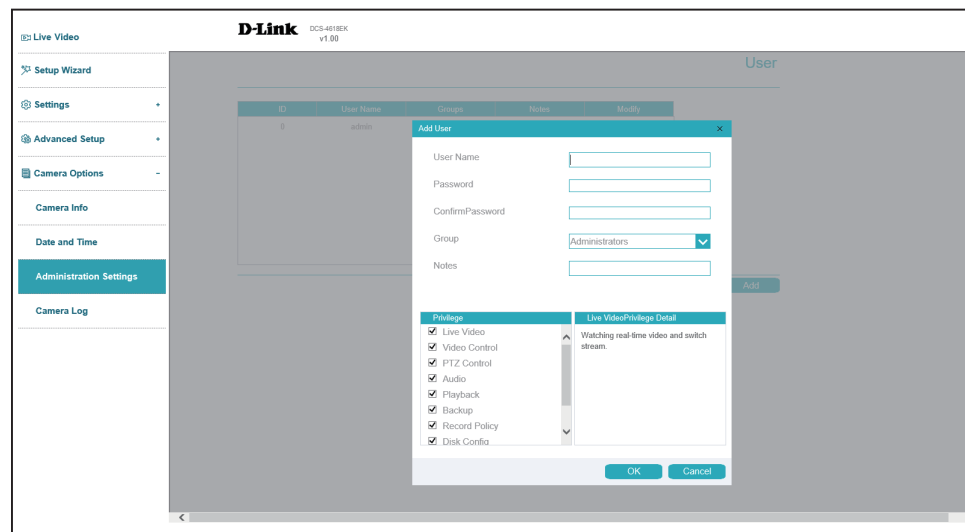 D-Link
DCS-4618EK
v1.00
Live Video
Setup Wizard
Settings +
Advanced Setup +
Camera Options -
Camera Info
Date and Time
Administration Settings
Camera Log
User
ID User Name Groups Notes Modify
0 admin
Add User ×
User Name
Password
ConfirmPassword
Group Administrators
Notes
Add
Privilege
Live Video
Video Control
PTZ Control
Audio
Playback
Backup
Record Policy
Disk Config
Live VideoPrivilege Detail
Watching real-time video and switch
stream.
OK Cancel